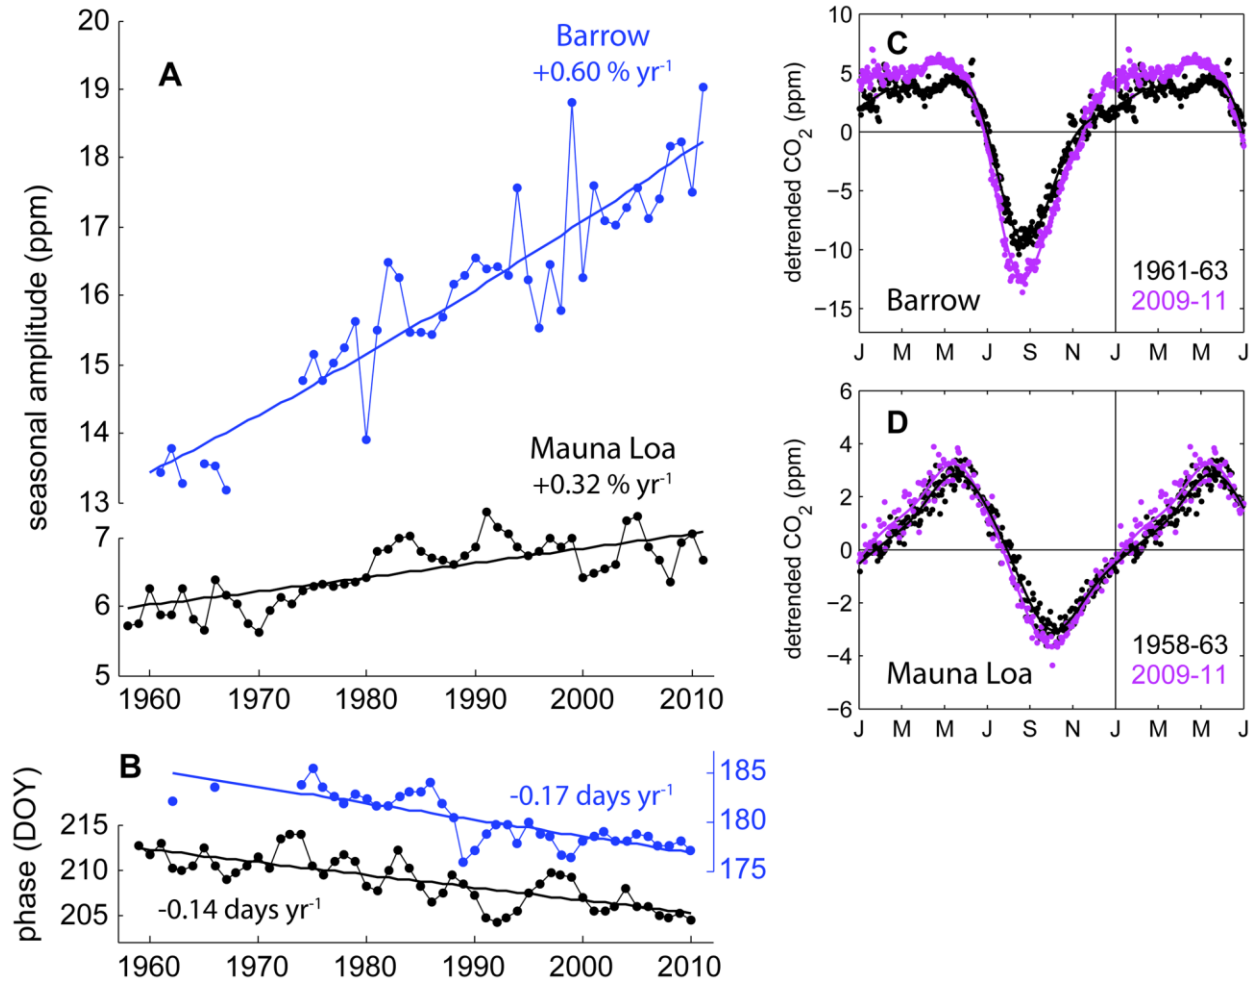 A
Barrow
+0.60 % yr⁻¹
Mauna Loa
+0.32 % yr⁻¹
seasonal amplitude (ppm)
20
19
18
17
16
15
14
13
7
6
5
1960 1970 1980 1990 2000 2010
B
-0.17 days yr⁻¹
-0.14 days yr⁻¹
phase (DOY)
215
210
205
185
180
175
1960 1970 1980 1990 2000 2010
C
detrended CO₂ (ppm)
10
5
0
−5
−10
−15
1961-63
2009-11
Barrow
J M M J S N J M M J
D
detrended CO₂ (ppm)
6
4
2
0
−2
−4
−6
1958-63
2009-11
Mauna Loa
J M M J S N J M M J